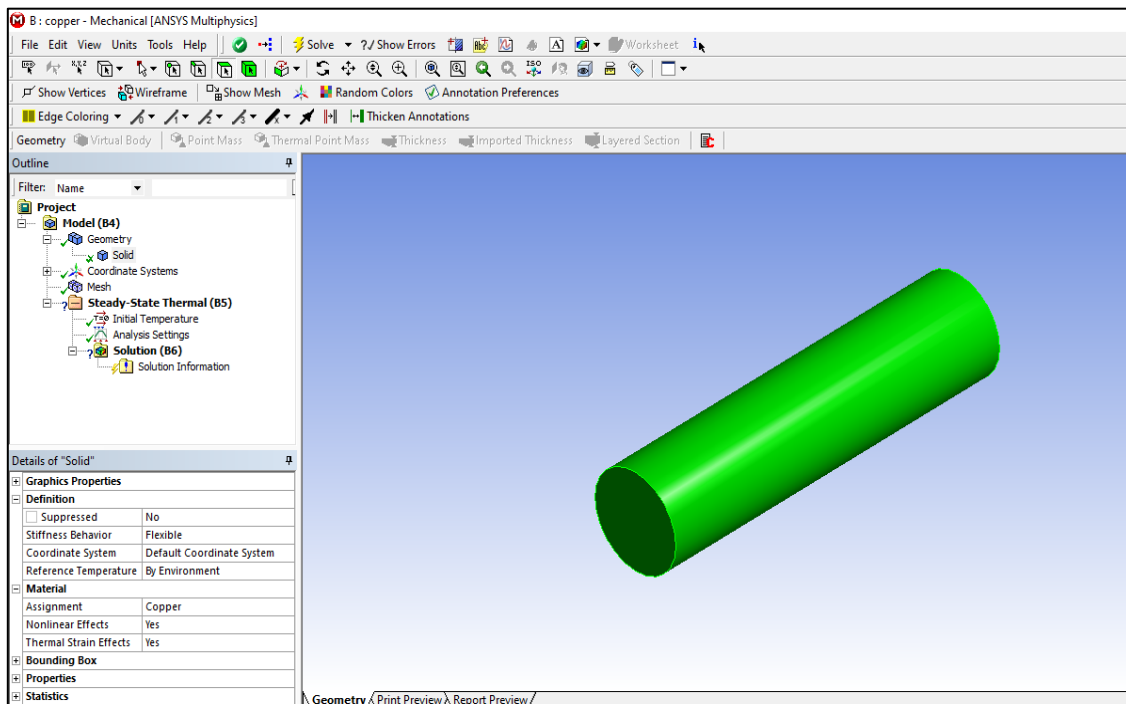 B : copper - Mechanical [ANSYS Multiphysics]
File Edit View Units Tools Help Solve ?/ Show Errors Worksheet
Show Vertices Wireframe Show Mesh Random Colors Annotation Preferences
Edge Coloring Thicken Annotations
Geometry Virtual Body Point Mass Thermal Point Mass Thickness Imported Thickness Layered Section
Outline
Filter: Name
Project
Model (B4)
Geometry
Solid
Coordinate Systems
Mesh
Steady-State Thermal (B5)
Initial Temperature
Analysis Settings
Solution (B6)
Solution Information
Details of "Solid"
Graphics Properties
Definition
Suppressed No
Stiffness Behavior Flexible
Coordinate System Default Coordinate System
Reference Temperature By Environment
Material
Assignment Copper
Nonlinear Effects Yes
Thermal Strain Effects Yes
Bounding Box
Properties
Statistics
Geometry Print Preview Report Preview